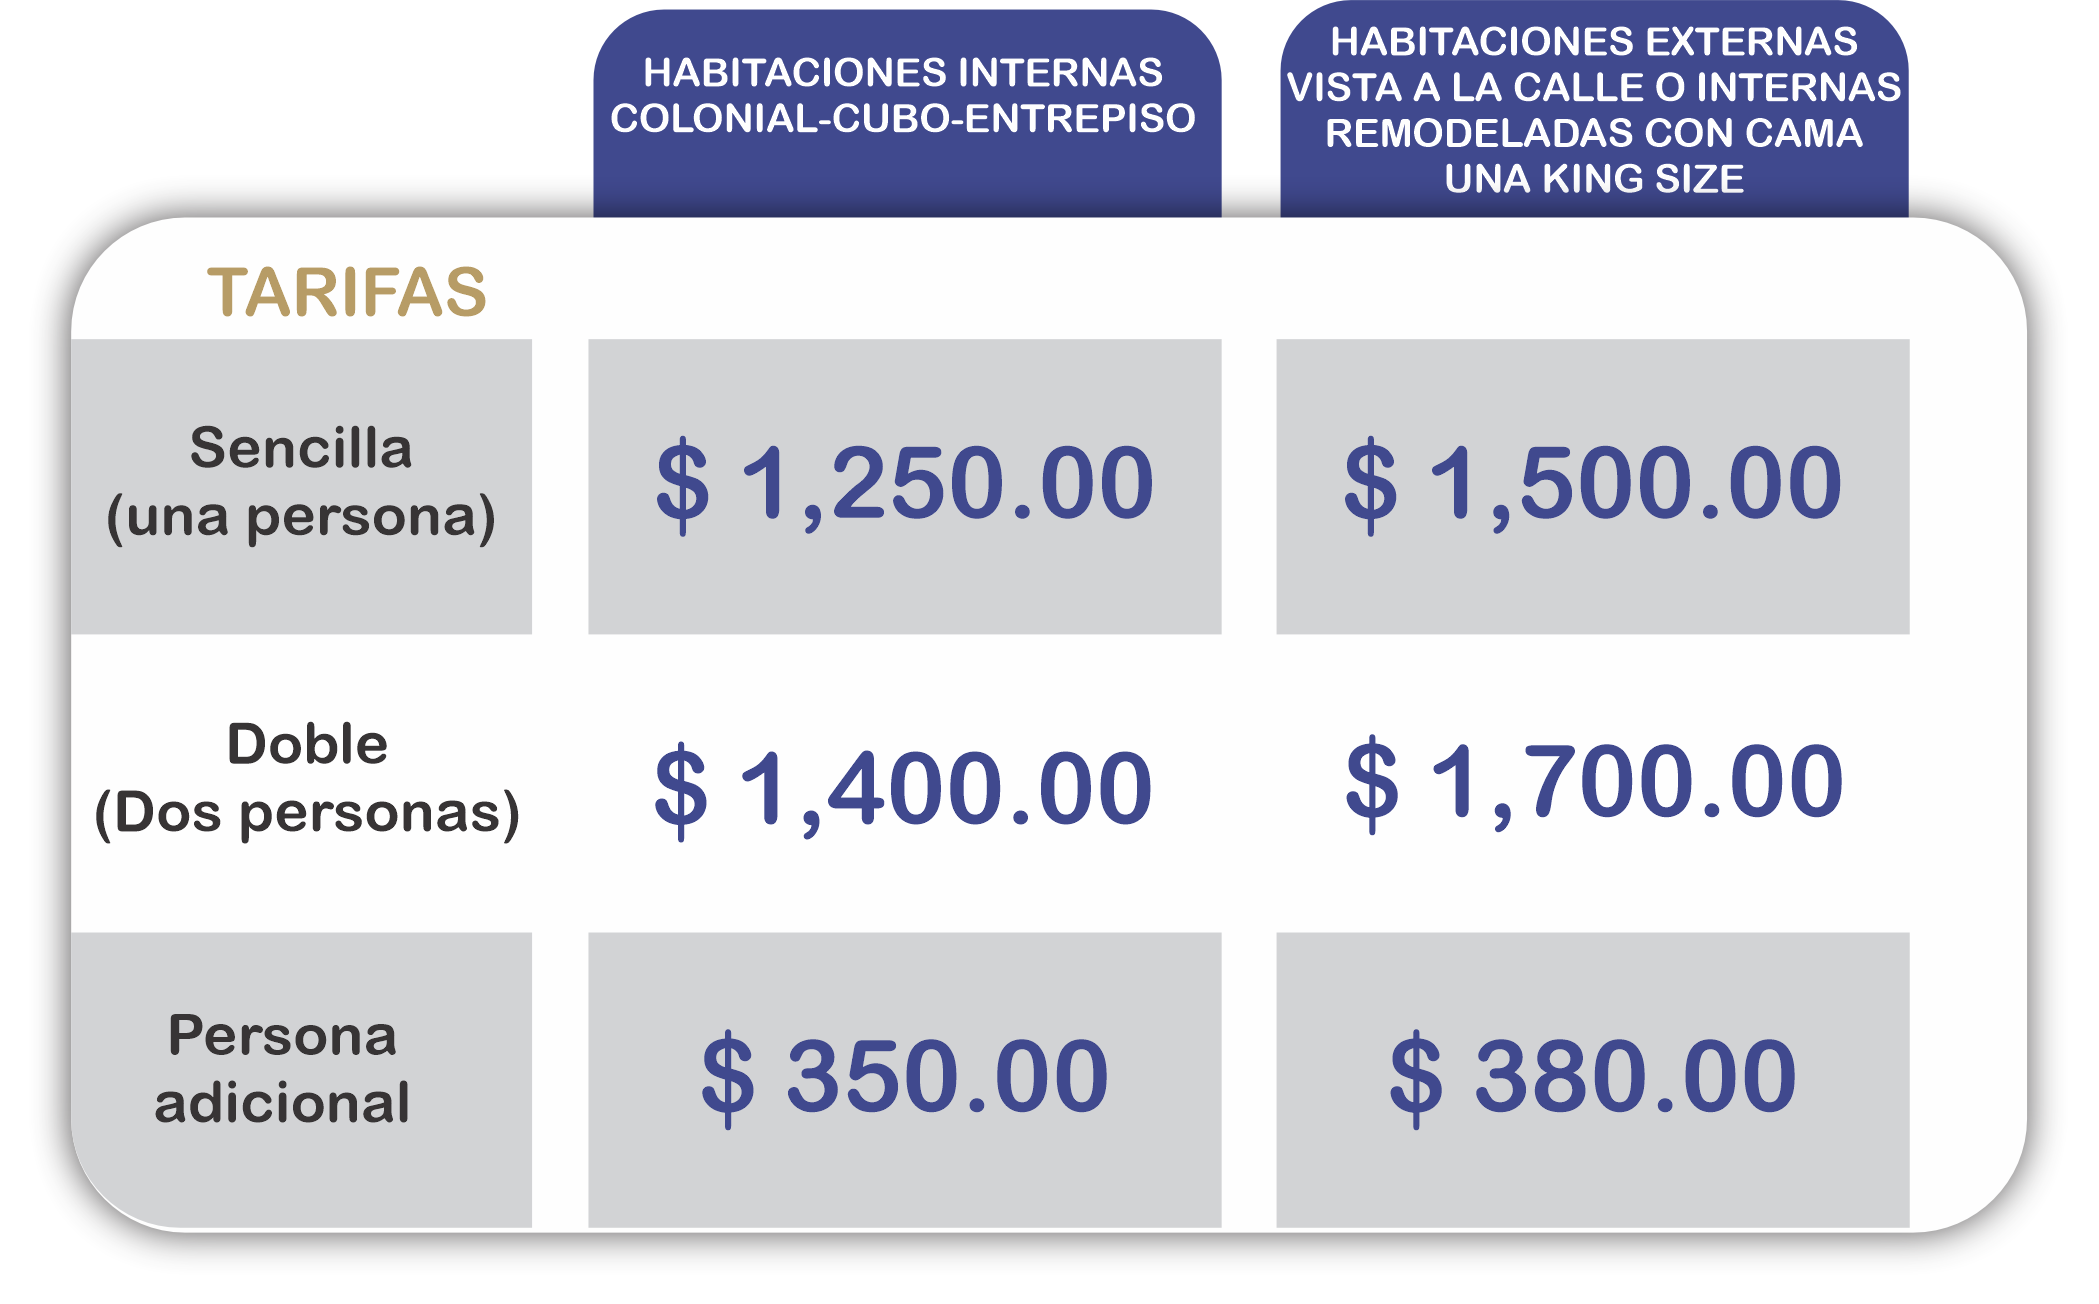 HABITACIONES INTERNAS
COLONIAL-CUBO-ENTREPISO
HABITACIONES EXTERNAS
VISTA A LA CALLE O INTERNAS
REMODELADAS CON CAMA
UNA KING SIZE
TARIFAS
Sencilla
(una persona)
$ 1,250.00
$ 1,500.00
Doble
(Dos personas)
$ 1,400.00
$ 1,700.00
Persona
adicional
$ 350.00
$ 380.00